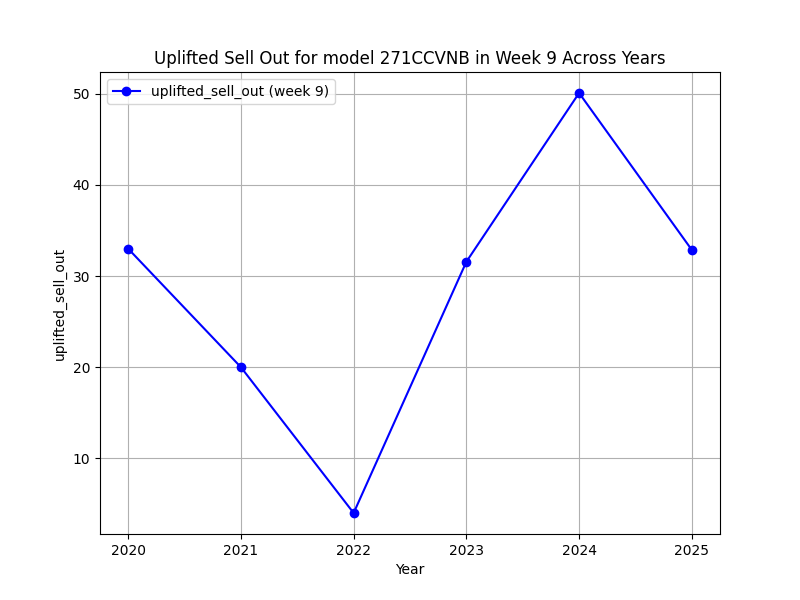 Uplifted Sell Out for model 271CCVNB in Week 9 Across Years
uplifted_sell_out (week 9)
50
40
30
20
10
uplifted_sell_out
2020 2021 2022 2023 2024 2025
Year